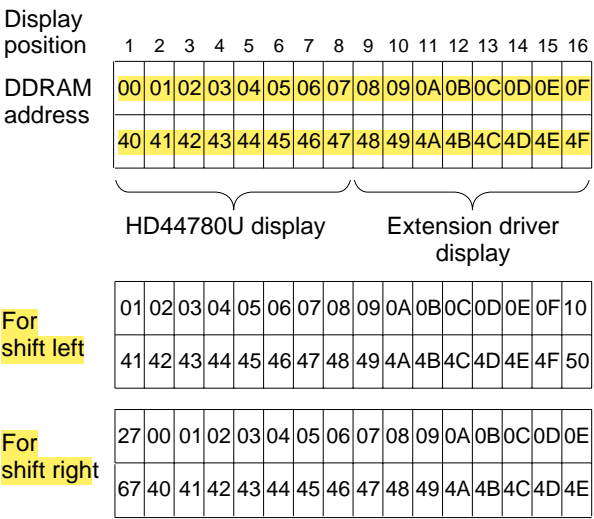 Display position 1 2 3 4 5 6 7 8 9 10 11 12 13 14 15 16
DDRAM address 00 01 02 03 04 05 06 07 08 09 0A 0B 0C 0D 0E 0F
40 41 42 43 44 45 46 47 48 49 4A 4B 4C 4D 4E 4F
HD44780U display Extension driver display
For shift left 01 02 03 04 05 06 07 08 09 0A 0B 0C 0D 0E 0F 10
41 42 43 44 45 46 47 48 49 4A 4B 4C 4D 4E 4F 50
For shift right 27 00 01 02 03 04 05 06 07 08 09 0A 0B 0C 0D 0E
67 40 41 42 43 44 45 46 47 48 49 4A 4B 4C 4D 4E